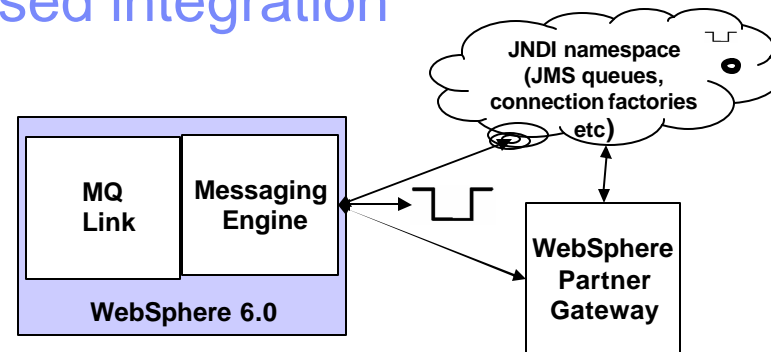 sed integration
JNDI namespace
(JMS queues,
connection factories
etc)
MQ
Link
Messaging
Engine
WebSphere 6.0
WebSphere
Partner
Gateway